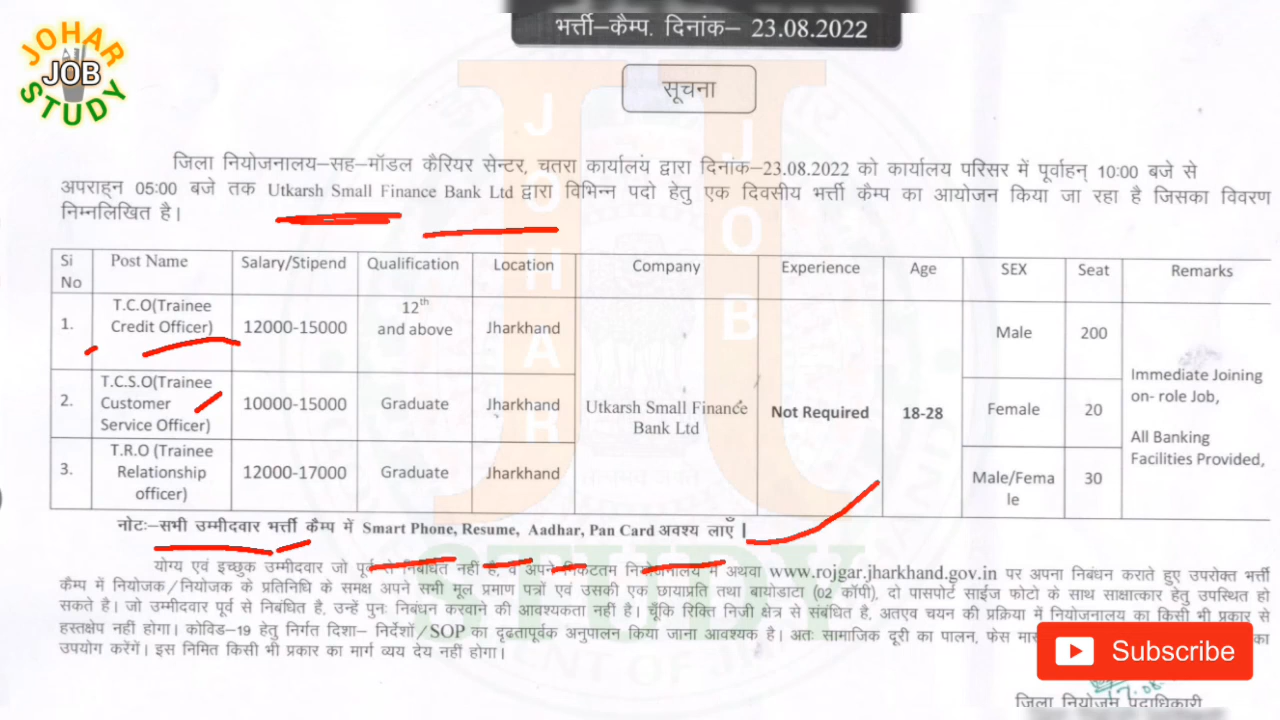 JOHAR
JOB
STUDY
भर्त्ती–कैम्प. दिनांक– 23.08.2022
सूचना
जिला नियोजनालय–सह–मॉडल कैरियर सेन्टर, चतरा कार्यालय द्वारा दिनांक–23.08.2022 को कार्यालय परिसर में पूर्वाहन् 10:00 बजे से
अपराह्न 05:00 बजे तक Utkarsh Small Finance Bank Ltd द्वारा विभिन्न पदो हेतु एक दिवसीय भर्त्ती कैम्प का आयोजन किया जा रहा है जिसका विवरण
निम्नलिखित है।
Si No Post Name Salary/Stipend Qualification Location Company Experience Age SEX Seat Remarks
1. T.C.O(Trainee Credit Officer) 12000-15000 12th and above Jharkhand Male 200
2. T.C.S.O(Trainee Customer Service Officer) 10000-15000 Graduate Jharkhand Utkarsh Small Finance Bank Ltd Not Required 18-28 Female 20 Immediate Joining on- role Job, All Banking Facilities Provided,
3. T.R.O (Trainee Relationship officer) 12000-17000 Graduate Jharkhand Male/Female 30
नोटः–सभी उम्मीदवार भर्त्ती कैम्प में Smart Phone, Resume, Aadhar, Pan Card अवश्य लाएँ।
योग्य एवं इच्छुक उम्मीदवार जो पूर्व से निबंधित नहीं है, व अपने निकटतम नियोजनालय में अथवा www.rojgar.jharkhand.gov.in पर अपना निबंधन कराते हुए उपरोक्त भर्त्ती
कैम्प में नियोजक/नियोजक के प्रतिनिधि के समक्ष अपने सभी मूल प्रमाण पत्रों एवं उसकी एक छायाप्रति तथा बायोडाटा (02 कॉपी), दो पासपोर्ट साईज फोटो के साथ साक्षात्कार हेतु उपस्थित हो
सकते है। जो उम्मीदवार पूर्व से निबंधित है, उन्हें पुनः निबंधन करवाने की आवश्यकता नहीं है। चूँकि रिक्ति निजी क्षेत्र से संबंधित है, अतएव चयन की प्रक्रिया में नियोजनालय का किसी भी प्रकार से
हस्तक्षेप नहीं होगा। कोविड–19 हेतु निर्गत दिशा– निर्देशो/SOP का दृढतापूर्वक अनुपालन किया जाना आवश्यक है। अतः सामाजिक दूरी का पालन, फेस का
उपयोग करेंगें। इस निमित किसी भी प्रकार का मार्ग व्यय देय नहीं होगा।
Subscribe
जिला नियोजन पदाधिकारी